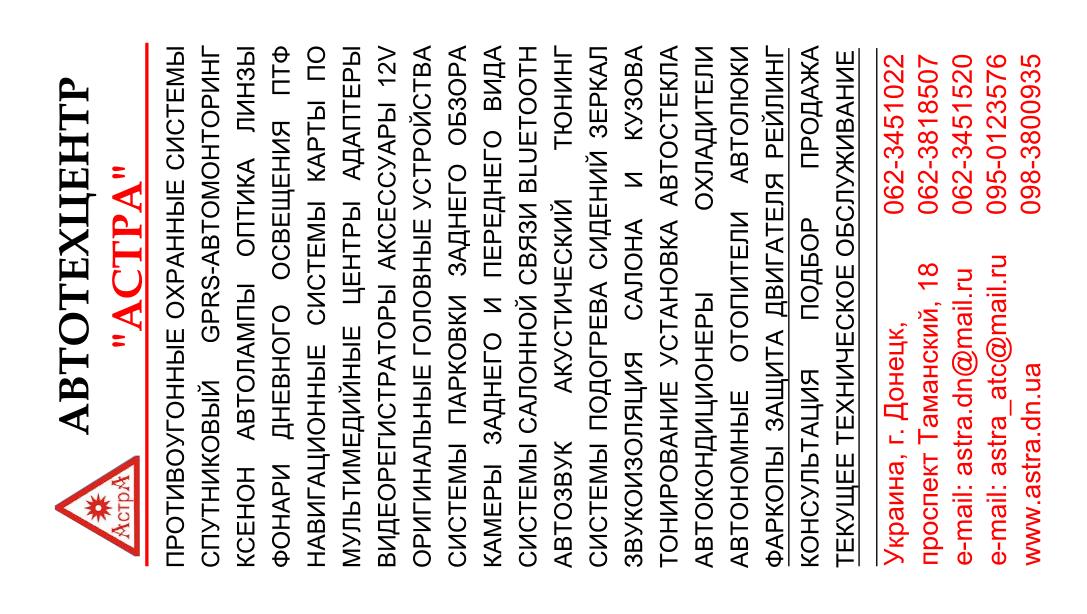 АВТОТЕХЦЕНТР
"АСТРА"
АстрА
ПРОТИВОУГОННЫЕ ОХРАННЫЕ СИСТЕМЫ
СПУТНИКОВЫЙ GPRS-АВТОМОНТОРИНГ
КСЕНОН АВТОЛАМПЫ ОПТИКА ЛИНЗЫ
ФОНАРИ ДНЕВНОГО ОСВЕЩЕНИЯ ПТФ
НАВИГАЦИОННЫЕ СИСТЕМЫ КАРТЫ ПО
МУЛЬТИМЕДИЙНЫЕ ЦЕНТРЫ АДАПТЕРЫ
ВИДЕОРЕГИСТРАТОРЫ АКСЕССУАРЫ 12V
ОРИГИНАЛЬНЫЕ ГОЛОВНЫЕ УСТРОЙСТВА
СИСТЕМЫ ПАРКОВКИ ЗАДНЕГО ОБЗОРА
КАМЕРЫ ЗАДНЕГО И ПЕРЕДНЕГО ВИДА
СИСТЕМЫ САЛОННОЙ СВЯЗИ BLUETOOTH
АВТОЗВУК АКУСТИЧЕСКИЙ ТЮНИНГ
СИСТЕМЫ ПОДОГРЕВА СИДЕНИЙ ЗЕРКАЛ
ЗВУКОИЗОЛЯЦИЯ САЛОНА И КУЗОВА
ТОНИРОВАНИЕ УСТАНОВКА АВТОСТЕКЛА
АВТОКОНДИЦИОНЕРЫ ОХЛАДИТЕЛИ
АВТОНОМНЫЕ ОТОПИТЕЛИ АВТОЛЮКИ
ФАРКОПЫ ЗАЩИТА ДВИГАТЕЛЯ РЕЙЛИНГ
КОНСУЛЬТАЦИЯ ПОДБОР ПРОДАЖА
ТЕКУЩЕЕ ТЕХНИЧЕСКОЕ ОБСЛУЖИВАНИЕ
Украина, г. Донецк, 062-3451022
проспект Таманский, 18 062-3818507
e-mail: astra.dn@mail.ru 062-3451520
e-mail: astra_atc@mail.ru 095-0123576
www.astra.dn.ua 098-3800935